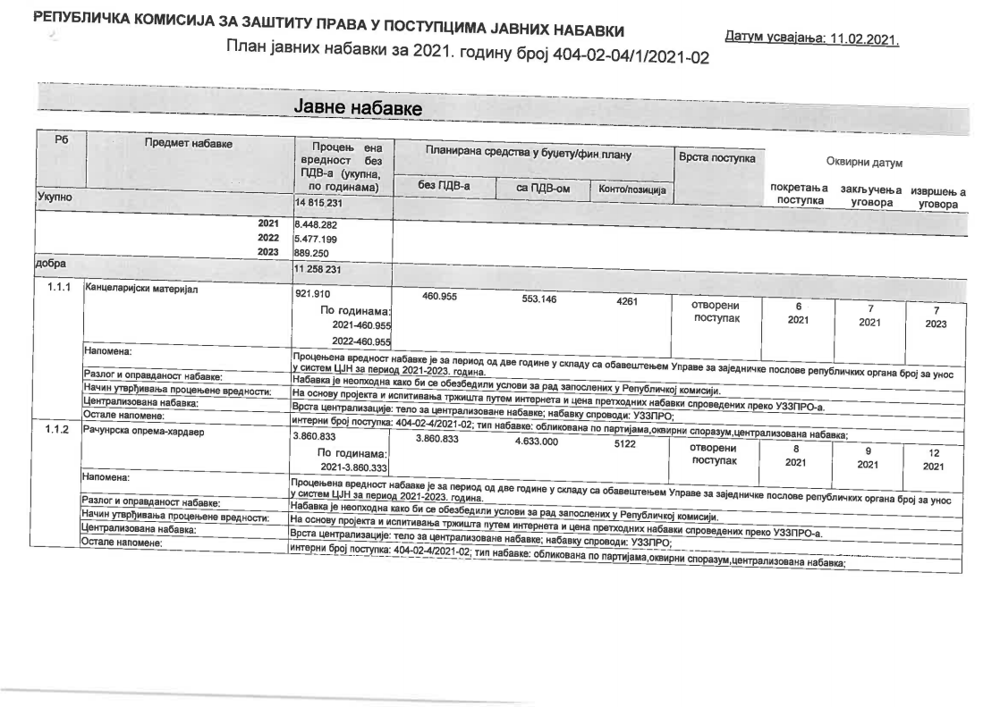 РЕПУБЛИЧКА КОМИСИЈА ЗА ЗАШТИТУ ПРАВА У ПОСТУПЦИМА ЈАВНИХ НАБАВКИ
Датум усвајања: 11.02.2021.
План јавних набавки за 2021. годину број 404-02-04/1/2021-02
Јавне набавке
Рб Предмет набавке Процењ ена вредност без ПДВ-а (укупна, по годинама) Планирана средства у буџету/фин плану Врста поступка Оквирни датум
без ПДВ-а са ПДВ-ом Конто/позиција покретања поступка закључења уговора извршењ а уговора
Укупно 14 815,231
2021 8.448.282
2022 5.477.199
2023 889.250
добра 11 258 231
1.1.1 Канцеларијски материјал 921.910 460.955 553.146 4261 отворени поступак 6 2021 7 2021 7 2023
По годинама:
2021-460.955
2022-460.955
Напомена: Процењена вредност набавке је за период од две године у складу са обавештењем Управе за заједничке послове републичких органа број за унос
у систем ЦЈН за период 2021-2023. година.
Разлог и оправданост набавке: Набавка је неопходна како би се обезбедили услови за рад запослених у Републичкој комисији.
Начин утврђивања процењене вредности: На основу пројекта и испитивања тржишта путем интернета и цена претходних набавки спроведених преко УЗЗПРО-а.
Централизована набавка: Врста централизације: тело за централизоване набавке; набавку спроводи: УЗЗПРО;
Остале напомене: интерни број поступка: 404-02-4/2021-02; тип набавке: обликована по партијама,оквирни споразум,централизована набавка;
1.1.2 Рачунрска опрема-хардвер 3.860.833 3.860.833 4.633.000 5122 отворени поступак 8 2021 9 2021 12 2021
По годинама:
2021-3.860.333
Напомена: Процењена вредност набавке је за период од две године у складу са обавештењем Управе за заједничке послове републичких органа број за унос
у систем ЦЈН за период 2021-2023. година.
Разлог и оправданост набавке: Набавка је неопходна како би се обезбедили услови за рад запослених у Републичкој комисији.
Начин утврђивања процењене вредности: На основу пројекта и испитивања тржишта путем интернета и цена претходних набавки спроведених преко УЗЗПРО-а.
Централизована набавка: Врста централизације: тело за централизоване набавке; набавку спроводи: УЗЗПРО;
Остале напомене: интерни број поступка: 404-02-4/2021-02; тип набавке: обликована по партијама,оквирни споразум,централизована набавка;